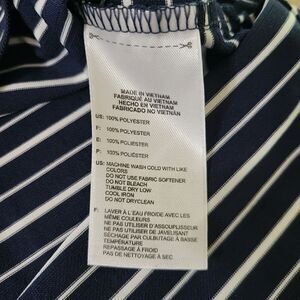 MADE IN VIETNAM
FABRIQUÉ AU VIETNAM
HECHO EN VIETNAM
FABRICADO NO VIETNÃ
US: 100% POLYESTER
F: 100% POLYESTER
E: 100% POLIÉSTER
P: 100% POLIÉSTER
US: MACHINE WASH COLD WITH LIKE
COLORS
DO NOT USE FABRIC SOFTENER
DO NOT BLEACH
TUMBLE DRY LOW
COOL IRON
DO NOT DRYCLEAN
F: LAVER À L'EAU FROIDE AVEC LES
MÊME COULEURS
NE PAS UTILISER D'ASSOUPLISSEUR
NE PAS UTILISER DE JAVELISANT
SÉCHAGE PAR CULBUTAGE À BASSE
TEMPÉRATURE
REPASSAGE À FROID
PAS DE NETTOYAGE À SEC